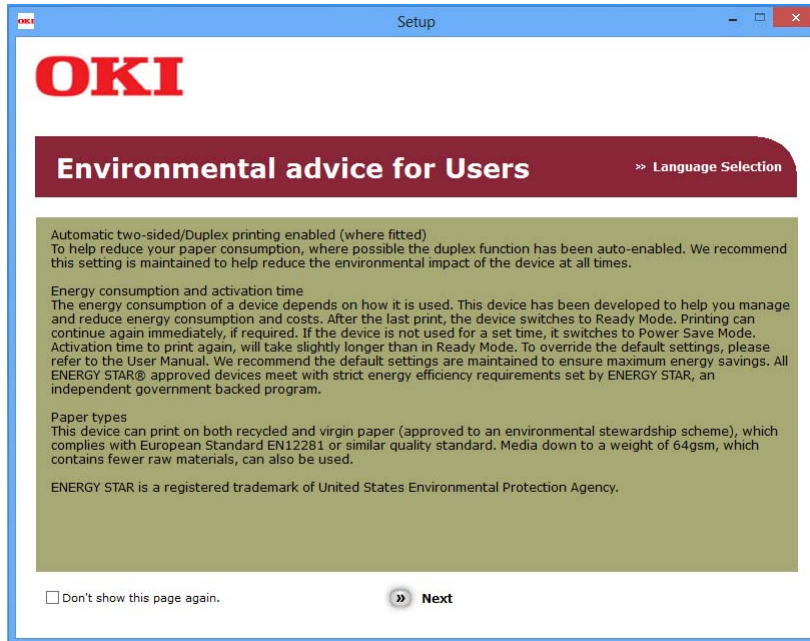 OKI
Setup
OKI
Environmental advice for Users
» Language Selection
Automatic two-sided/Duplex printing enabled (where fitted)
To help reduce your paper consumption, where possible the duplex function has been auto-enabled. We recommend
this setting is maintained to help reduce the environmental impact of the device at all times.
Energy consumption and activation time
The energy consumption of a device depends on how it is used. This device has been developed to help you manage
and reduce energy consumption and costs. After the last print, the device switches to Ready Mode. Printing can
continue again immediately, if required. If the device is not used for a set time, it switches to Power Save Mode.
Activation time to print again, will take slightly longer than in Ready Mode. To override the default settings, please
refer to the User Manual. We recommend the default settings are maintained to ensure maximum energy savings. All
ENERGY STAR® approved devices meet with strict energy efficiency requirements set by ENERGY STAR, an
independent government backed program.
Paper types
This device can print on both recycled and virgin paper (approved to an environmental stewardship scheme), which
complies with European Standard EN12281 or similar quality standard. Media down to a weight of 64gsm, which
contains fewer raw materials, can also be used.
ENERGY STAR is a registered trademark of United States Environmental Protection Agency.
Don't show this page again.
» Next